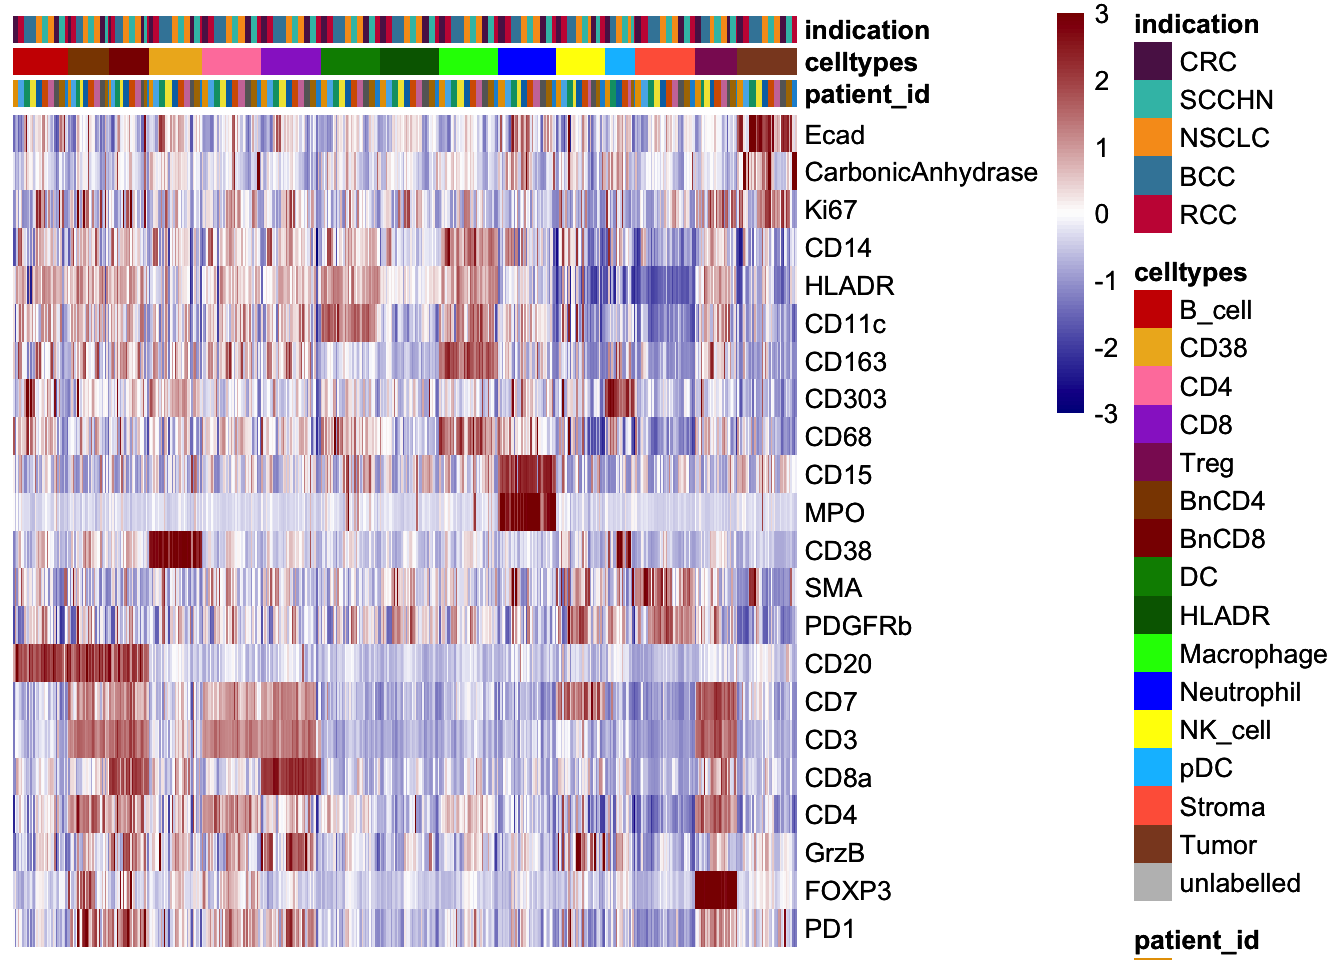 indication
celltypes
patient_id
Ecad
CarbonicAnhydrase
Ki67
CD14
HLADR
CD11c
CD163
CD303
CD68
CD15
MPO
CD38
SMA
PDGFRb
CD20
CD7
CD3
CD8a
CD4
GrzB
FOXP3
PD1
3
2
1
0
-1
-2
-3
indication
CRC
SCCHN
NSCLC
BCC
RCC
celltypes
B_cell
CD38
CD4
CD8
Treg
BnCD4
BnCD8
DC
HLADR
Macrophage
Neutrophil
NK_cell
pDC
Stroma
Tumor
unlabelled
patient_id